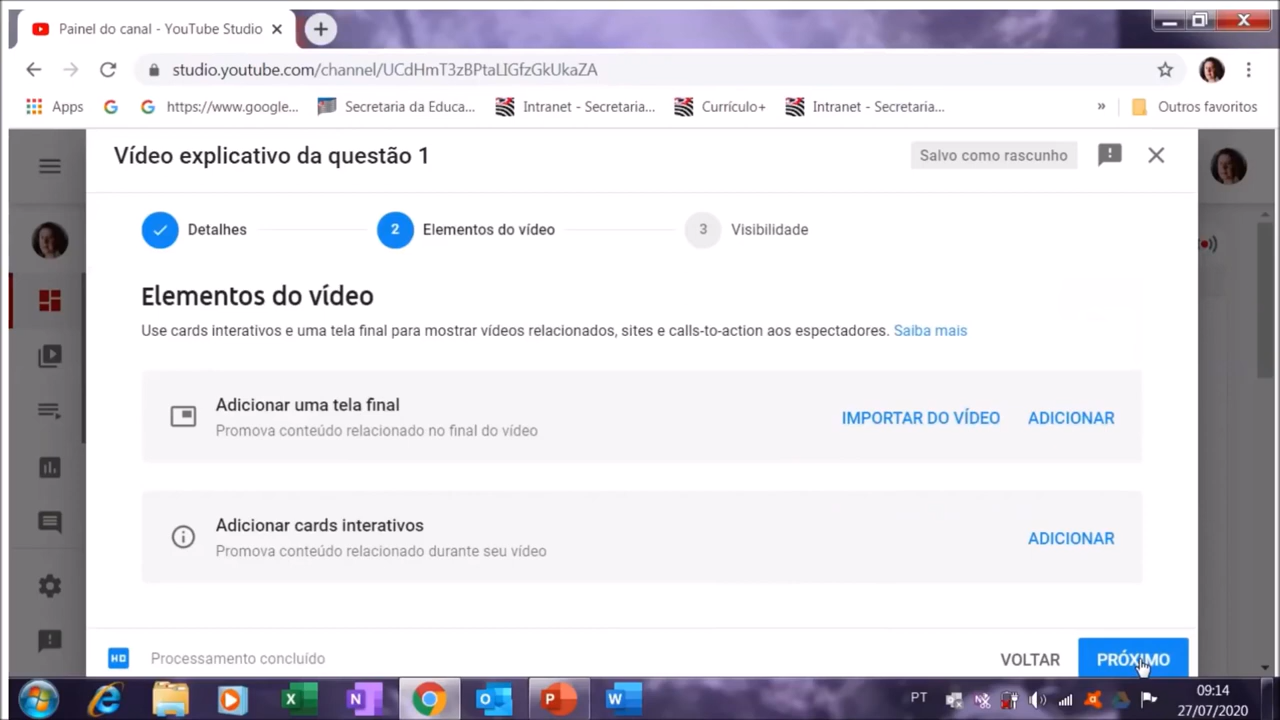 Painel do canal - YouTube Studio
studio.youtube.com/channel/UCdHmT3zBPtaLIGfzGkUkaZA
Apps https://www.google... Secretaria da Educa... Intranet - Secretaria... Currículo+ Intranet - Secretaria... » Outros favoritos
Vídeo explicativo da questão 1
Salvo como rascunho
Detalhes 2 Elementos do vídeo 3 Visibilidade
Elementos do vídeo
Use cards interativos e uma tela final para mostrar vídeos relacionados, sites e calls-to-action aos espectadores. Saiba mais
Adicionar uma tela final
Promova conteúdo relacionado no final do vídeo
IMPORTAR DO VÍDEO ADICIONAR
Adicionar cards interativos
Promova conteúdo relacionado durante seu vídeo
ADICIONAR
HD Processamento concluído VOLTAR PRÓXIMO
PT 09:14
27/07/2020